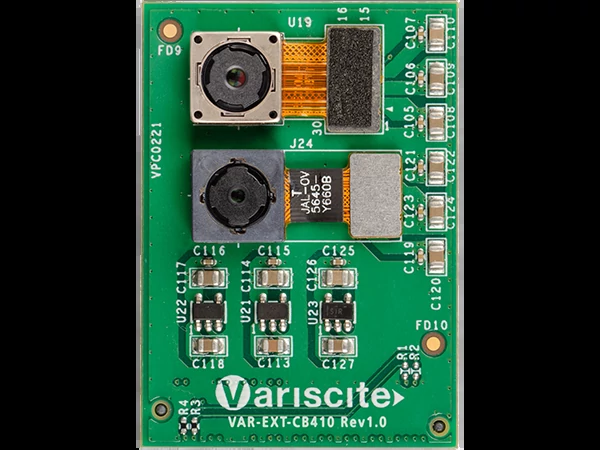 FD9
U19
16
15
C107
C110
C106
C109
C105
C108
30
1
VPC0221
J24
C121
C122
T
JAL-OV
5645-
Y660B
C123
C124
C119
C120
C116
C115
C125
C117
C114
C126
U22
U21
U23
C118
C113
C127
FD10
R1
R2
Variscite
R4
R3
VAR-EXT-CB410 Rev1.0